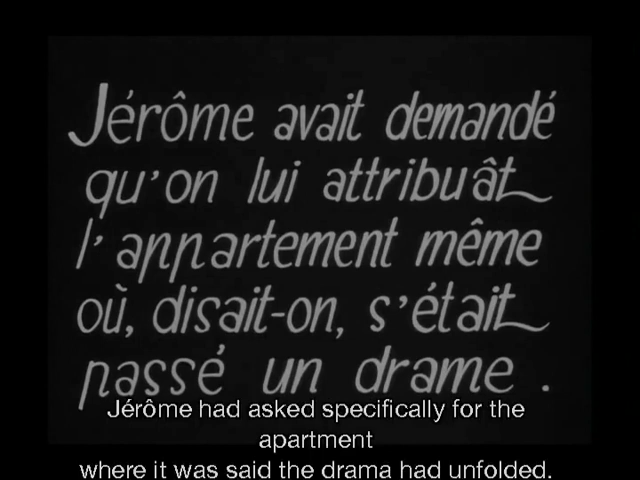 Jérôme avait demandé
qu'on lui attribuât
l'appartement même
où, disait-on, s'était
passé un drame.
Jérôme had asked specifically for the
apartment
where it was said the drama had unfolded.